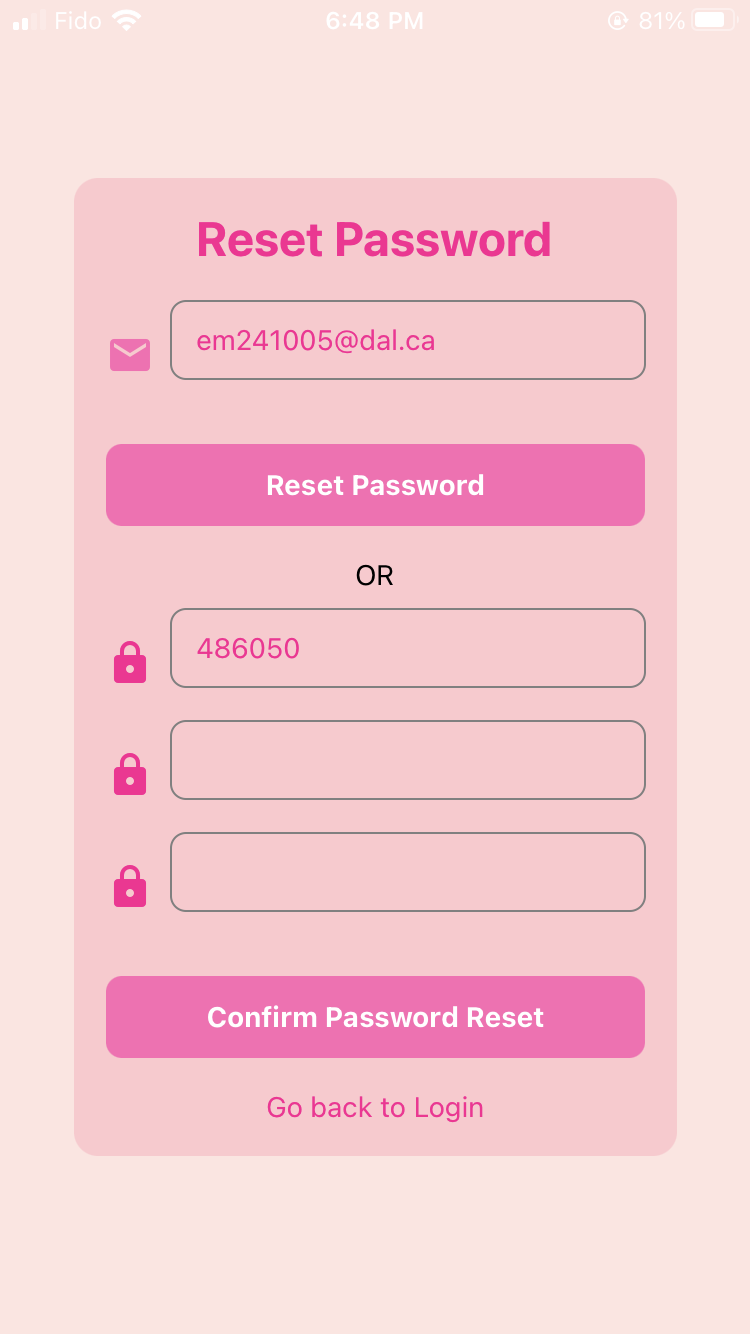 Fido 6:48 PM 81%
Reset Password
em241005@dal.ca
Reset Password
OR
486050
Confirm Password Reset
Go back to Login